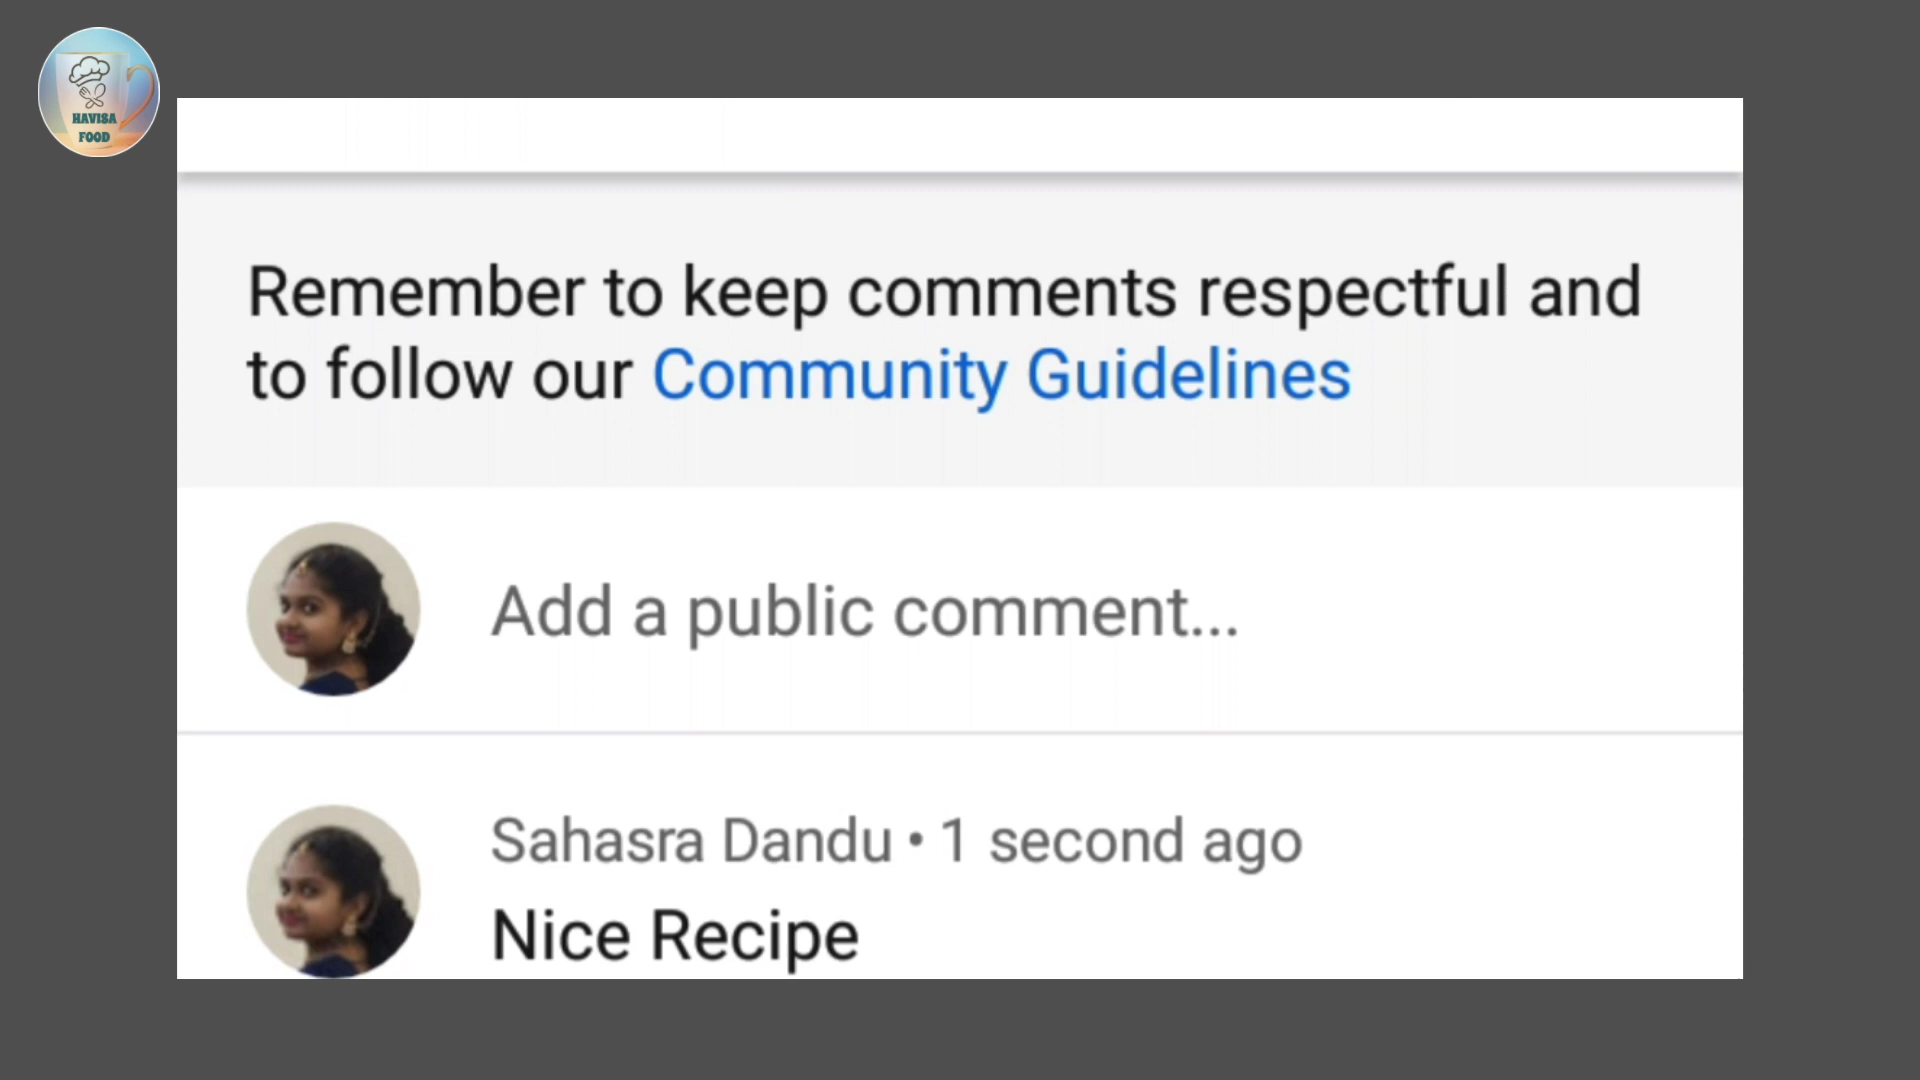 HAVISA
FOOD
Remember to keep comments respectful and
to follow our Community Guidelines
Add a public comment...
Sahasra Dandu • 1 second ago
Nice Recipe